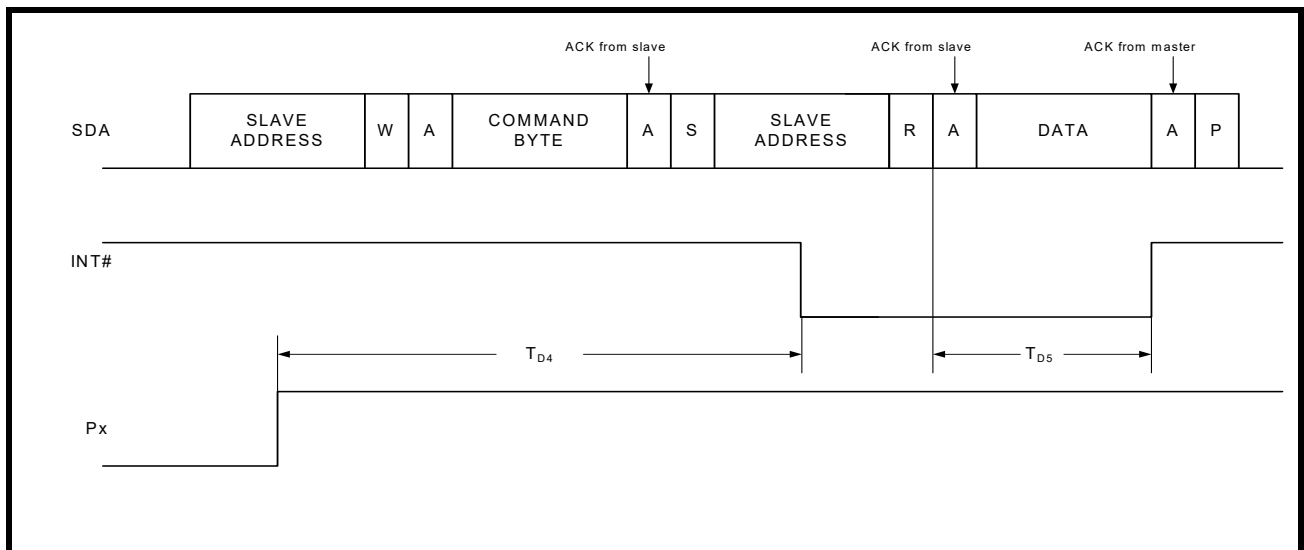 ACK from slave
ACK from slave
ACK from master
SDA
SLAVE
ADDRESS
W
A
COMMAND
BYTE
A
S
SLAVE
ADDRESS
R
A
DATA
A
P
INT#
TD4
TD5
Px